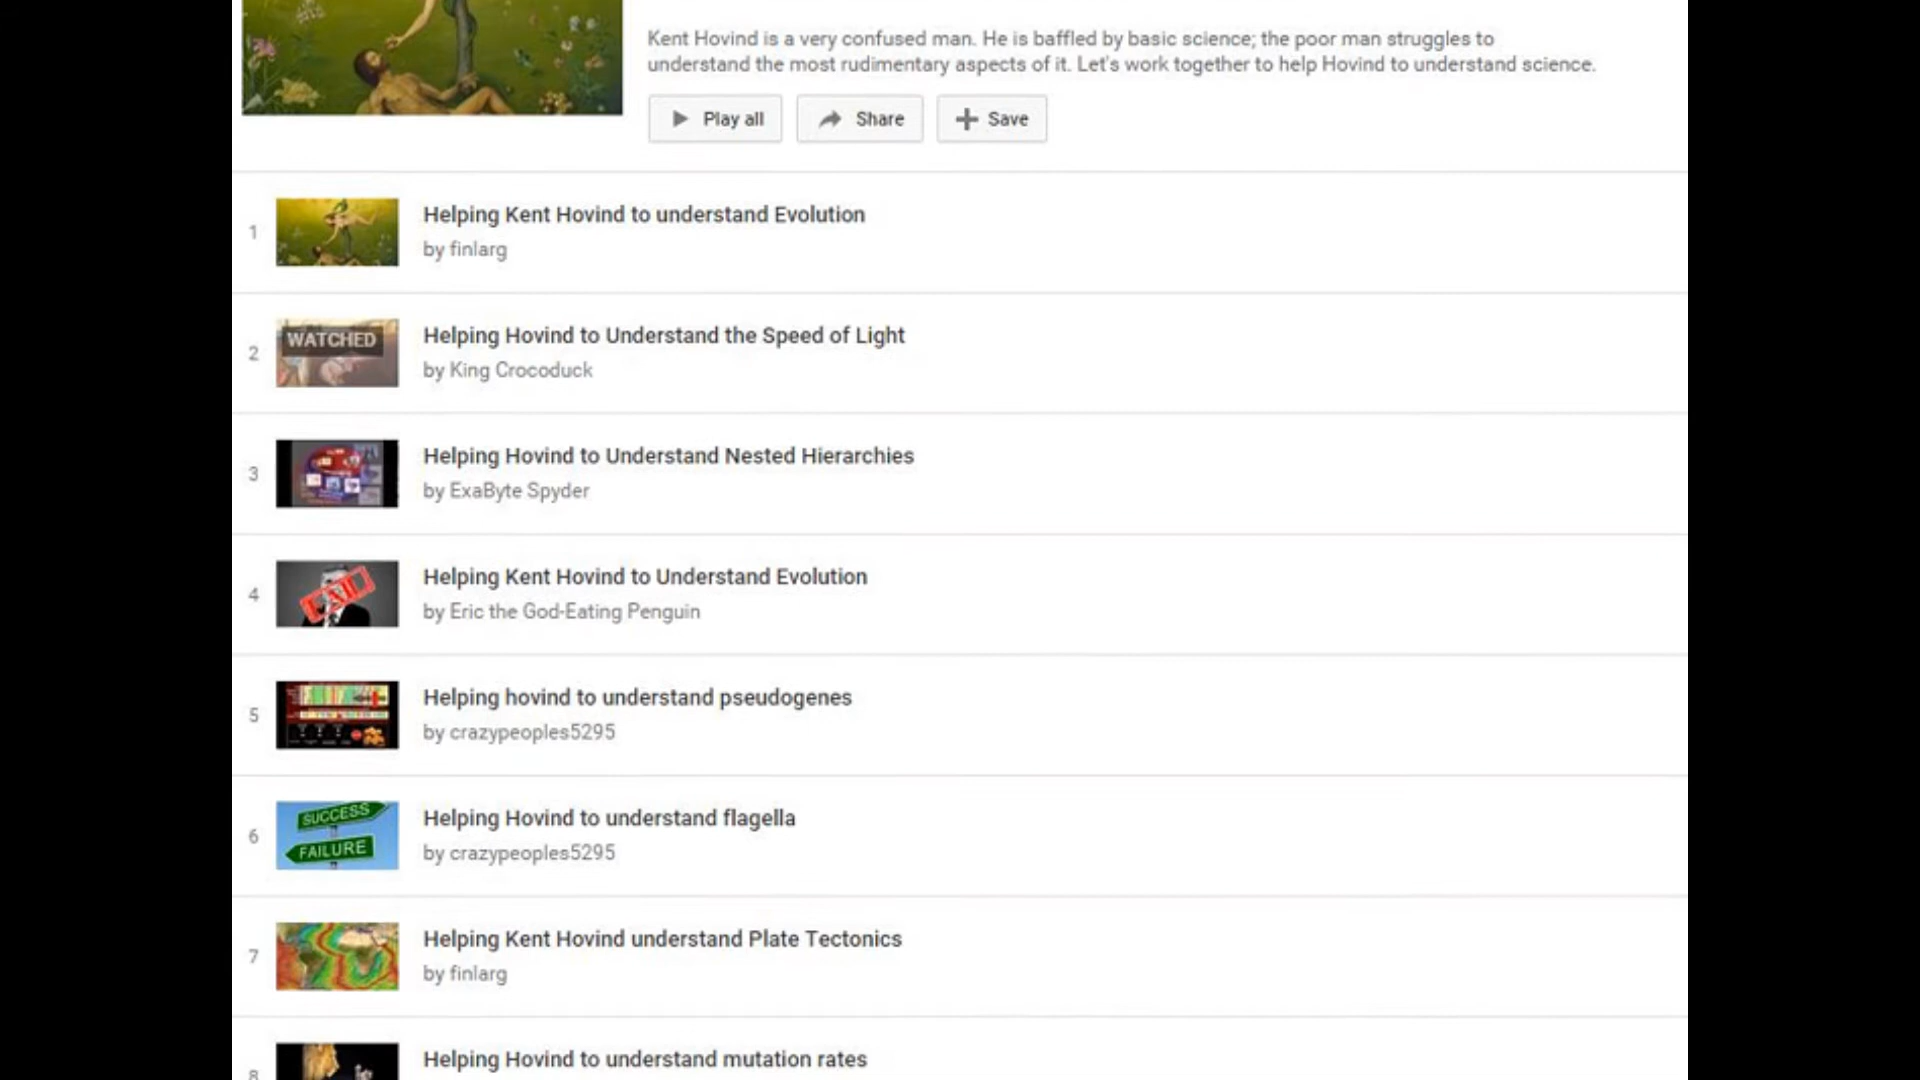 Kent Hovind is a very confused man. He is baffled by basic science; the poor man struggles to
understand the most rudimentary aspects of it. Let's work together to help Hovind to understand science.
Play all
Share
Save
1
Helping Kent Hovind to understand Evolution
by finlarg
2
WATCHED
Helping Hovind to Understand the Speed of Light
by King Crocoduck
3
Helping Hovind to Understand Nested Hierarchies
by ExaByte Spyder
4
FAIL
Helping Kent Hovind to Understand Evolution
by Eric the God-Eating Penguin
5
Helping hovind to understand pseudogenes
by crazypeoples5295
6
SUCCESS
FAILURE
Helping Hovind to understand flagella
by crazypeoples5295
7
Helping Kent Hovind understand Plate Tectonics
by finlarg
8
Helping Hovind to understand mutation rates